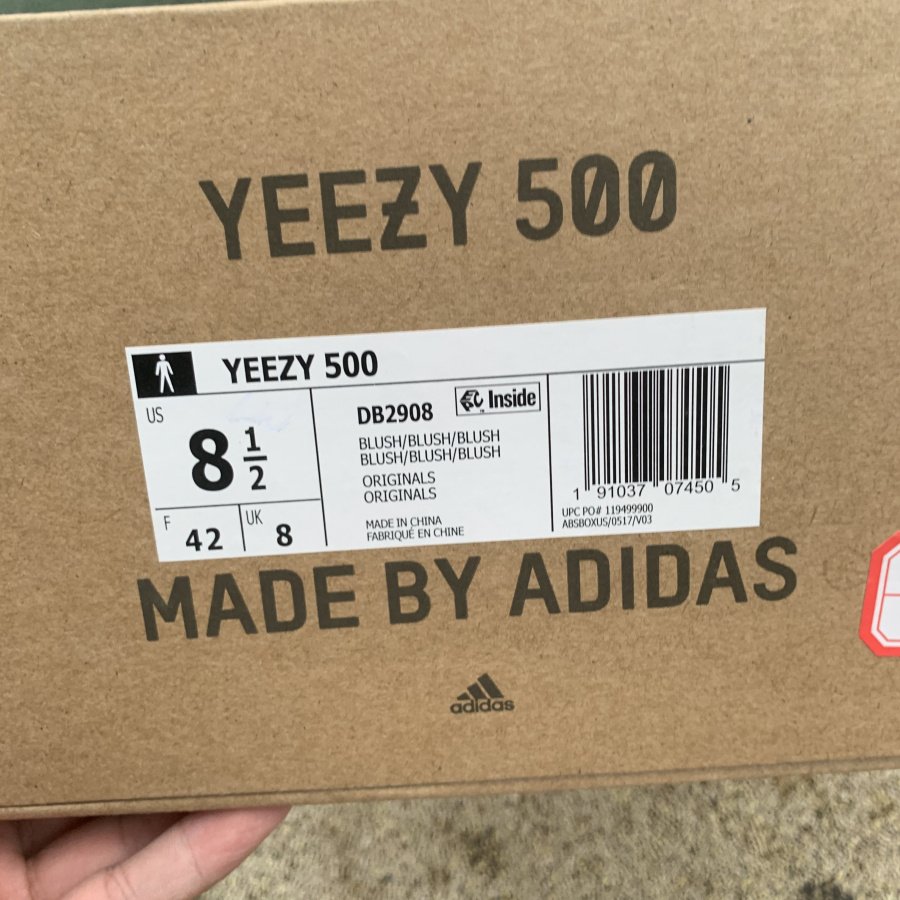 YEEZY 500
YEEZY 500
US
8 1/2
F
42
UK
8
DB2908
Inside
TM
BLUSH/BLUSH/BLUSH
BLUSH/BLUSH/BLUSH
ORIGINALS
ORIGINALS
MADE IN CHINA
FABRIQUÉ EN CHINE
1 91037 07450 5
UPC PO# 119499900
ABSBOXUS/0517/V03
MADE BY ADIDAS
adidas